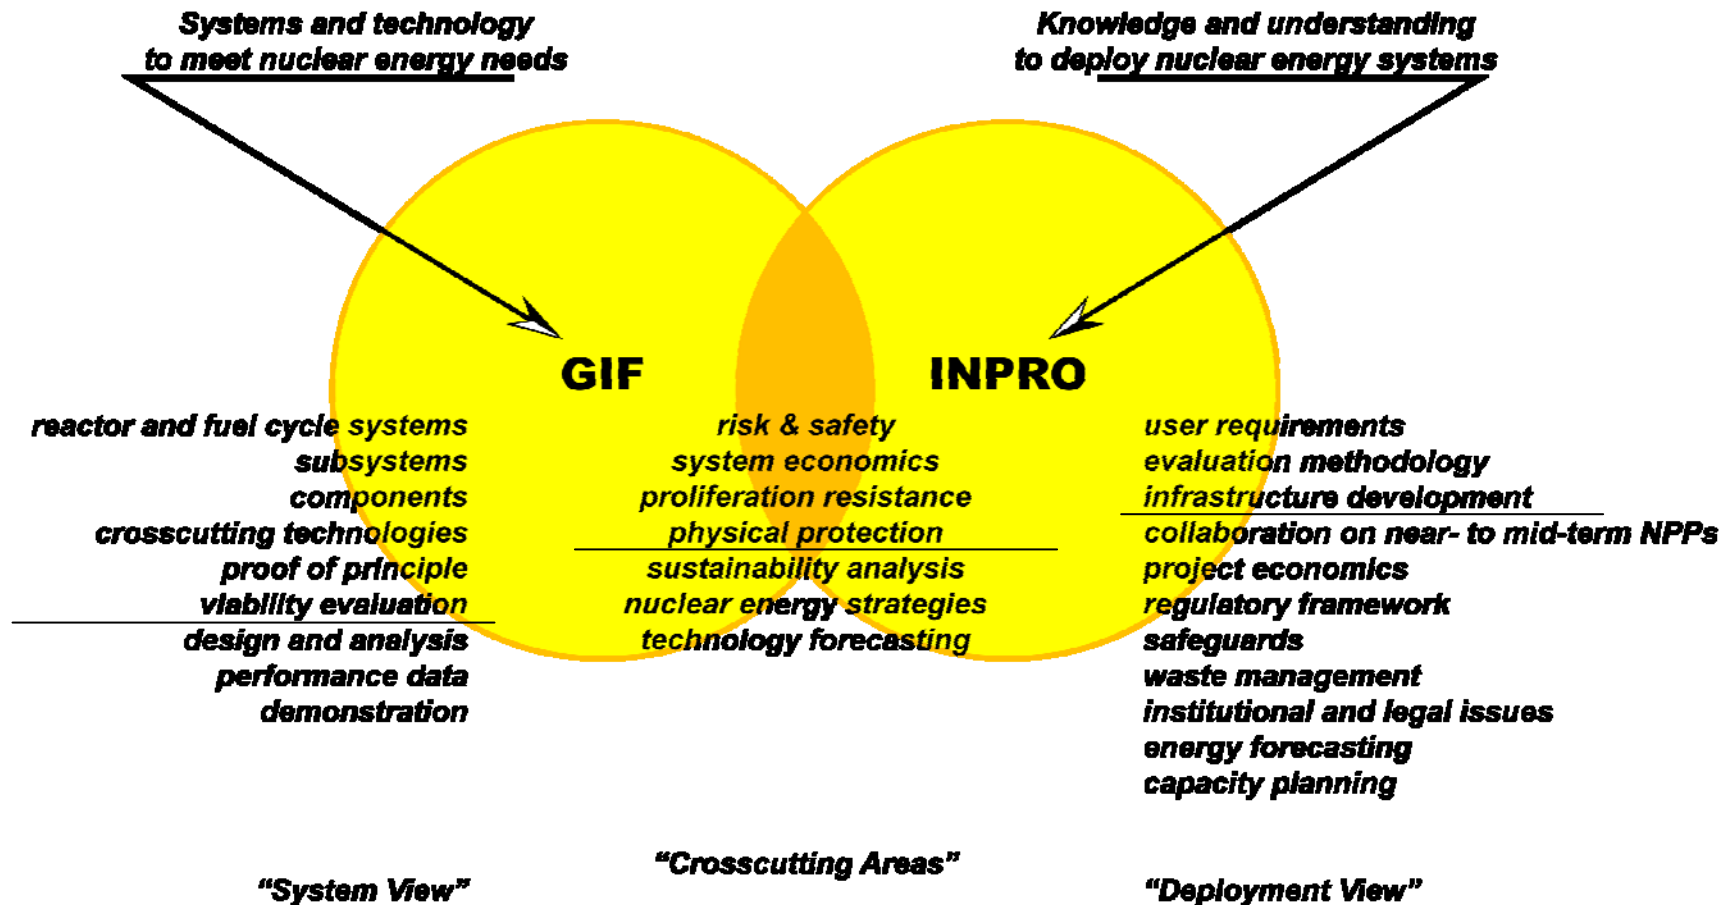 Systems and technology
to meet nuclear energy needs
Knowledge and understanding
to deploy nuclear energy systems
GIF
INPRO
reactor and fuel cycle systems
subsystems
components
crosscutting technologies
proof of principle
viability evaluation
design and analysis
performance data
demonstration
risk & safety
system economics
proliferation resistance
physical protection
sustainability analysis
nuclear energy strategies
technology forecasting
user requirements
evaluation methodology
infrastructure development
collaboration on near- to mid-term NPPs
project economics
regulatory framework
safeguards
waste management
institutional and legal issues
energy forecasting
capacity planning
“System View”
“Crosscutting Areas”
“Deployment View”